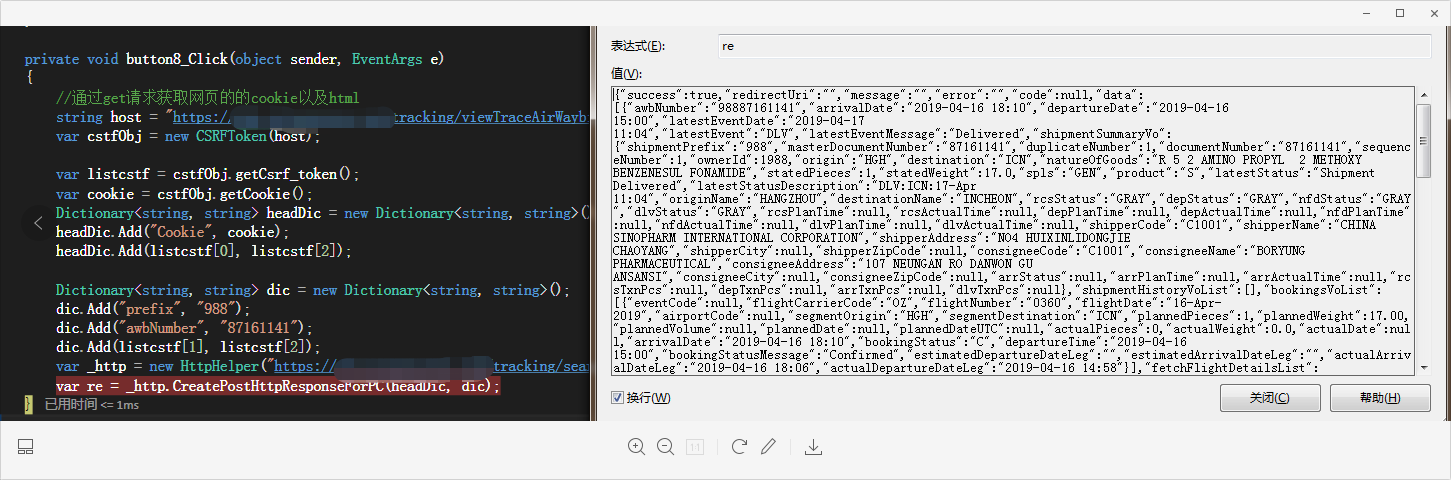 private void button8_Click(object sender, EventArgs e)
{
//通过get请求获取网页的的cookie以及html
string host = "https:// tracking/viewTraceAirWayb
var cstfObj = new CSRFToken(host);
var listcstf = cstfObj.getCsrf_token();
var cookie = cstfObj.getCookie();
Dictionary<string, string> headDic = new Dictionary<string, string>()
headDic.Add("Cookie", cookie);
headDic.Add(listcstf[0], listcstf[2]);
Dictionary<string, string> dic = new Dictionary<string, string>();
dic.Add("prefix", "988");
dic.Add("awbNumber", "87161141");
dic.Add(listcstf[1], listcstf[2]);
var _http = new HttpHelper("https:// tracking/sear
var re = _http.CreatePostHttpResponseForPC(headDic, dic);
} 已用时间 <= 1ms
表达式(E):
re
值(V):
{"success":true,"redirectUri":"","message":"","error":"","code":null,"data":
[{"awbNumber":"98887161141","arrivalDate":"2019-04-16 18:10","departureDate":"2019-04-16
15:00","latestEventDate":"2019-04-17
11:04","latestEvent":"DLV","latestEventMessage":"Delivered","shipmentSummaryVo":
{"shipmentPrefix":"988","masterDocumentNumber":"87161141","duplicateNumber":1,"documentNumber":"87161141","sequenc
eNumber":1,"ownerId":1988,"origin":"HGH","destination":"ICN","natureOfGoods":"R 5 2 AMINO PROPYL  2 METHOXY
BENZENESUL FONAMIDE","statedPieces":1,"statedWeight":17.0,"spls":"GEN","product":"S","latestStatus":"Shipment
Delivered","latestStatusDescription":"DLV:ICN:17-Apr
11:04","originName":"HANGZHOU","destinationName":"INCHEON","rcsStatus":"GRAY","depStatus":"GRAY","nfdStatus":"GRAY
","dlvStatus":"GRAY","rcsPlanTime":null,"rcsActualTime":null,"depPlanTime":null,"depActualTime":null,"nfdPlanTime"
:null,"nfdActualTime":null,"dlvPlanTime":null,"dlvActualTime":null,"shipperCode":"C1001","shipperName":"CHINA
SINOPHARM INTERNATIONAL CORPORATION","shipperAddress":"NO4 HUIXINLIDONGJIE
CHAOYANG","shipperCity":null,"shipperZipCode":null,"consigneeCode":"C1001","consigneeName":"BORYUNG
PHARMACEUTICAL","consigneeAddress":"107 NEUNGAN RO DANWON GU
ANSANSI","consigneeCity":null,"consigneeZipCode":null,"arrStatus":null,"arrPlanTime":null,"arrActualTime":null,"rc
sTxnPcs":null,"depTxnPcs":null,"arrTxnPcs":null,"dlvTxnPcs":null},"shipmentHistoryVoList":[],"bookingsVoList":
[{"eventCode":null,"flightCarrierCode":"OZ","flightNumber":"0360","flightDate":"16-Apr-
2019","airportCode":null,"segmentOrigin":"HGH","segmentDestination":"ICN","plannedPieces":1,"plannedWeight":17.00,
"plannedVolume":null,"plannedDate":null,"plannedDateUTC":null,"actualPieces":0,"actualWeight":0.0,"actualDate":nul
l,"arrivalDate":"2019-04-16 18:10","bookingStatus":"C","departureTime":"2019-04-16
15:00","bookingStatusMessage":"Confirmed","estimatedDepartureDateLeg":"","estimatedArrivalDateLeg":"","actualArriv
alDateLeg":"2019-04-16 18:06","actualDepartureDateLeg":"2019-04-16 14:58"}],"fetchFlightDetailsList":
换行(W)
关闭(C)
帮助(H)
1:1